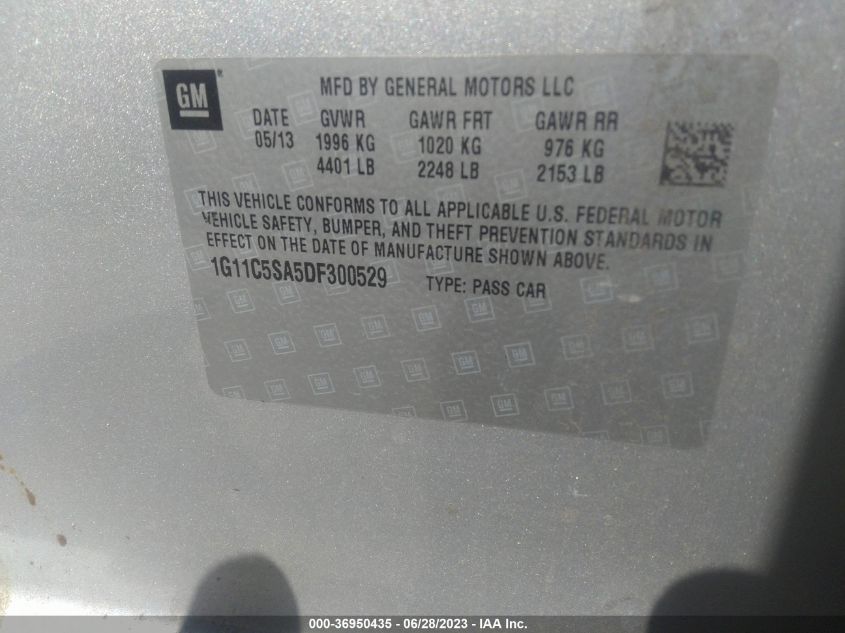 GM
MFD BY GENERAL MOTORS LLC
DATE GVWR GAWR FRT GAWR RR
05/13 1996 KG 1020 KG 976 KG
4401 LB 2248 LB 2153 LB
THIS VEHICLE CONFORMS TO ALL APPLICABLE U.S. FEDERAL MOTOR
VEHICLE SAFETY, BUMPER, AND THEFT PREVENTION STANDARDS IN
EFFECT ON THE DATE OF MANUFACTURE SHOWN ABOVE.
1G11C5SA5DF300529 TYPE: PASS CAR
000-36950435 - 06/28/2023 - IAA Inc.